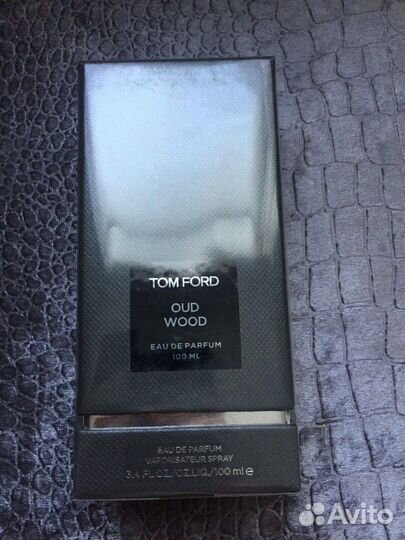 TOM FORD
OUD
WOOD
EAU DE PARFUM
100 ML
EAU DE PARFUM
VAPORISATEUR SPRAY
3.4 FL.OZ./OZ.LIQ./100 ml e
Avito